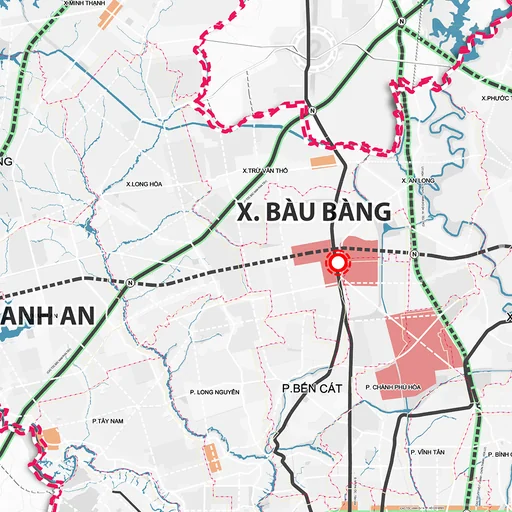 X.MINH THẠNH
N
X.PHƯỚC
N
X.TRỪ VĂN THỐ
X.LONG HÒA
X. AN LONG
X. BÀU BÀNG
N
N
ANH AN
P. LONG NGUYÊN
P.BẾN CÁT
P. CHÁNH PHÚ HÒA
P.TÂY NAM
N
P. VĨNH TÂN
P. BÌNH